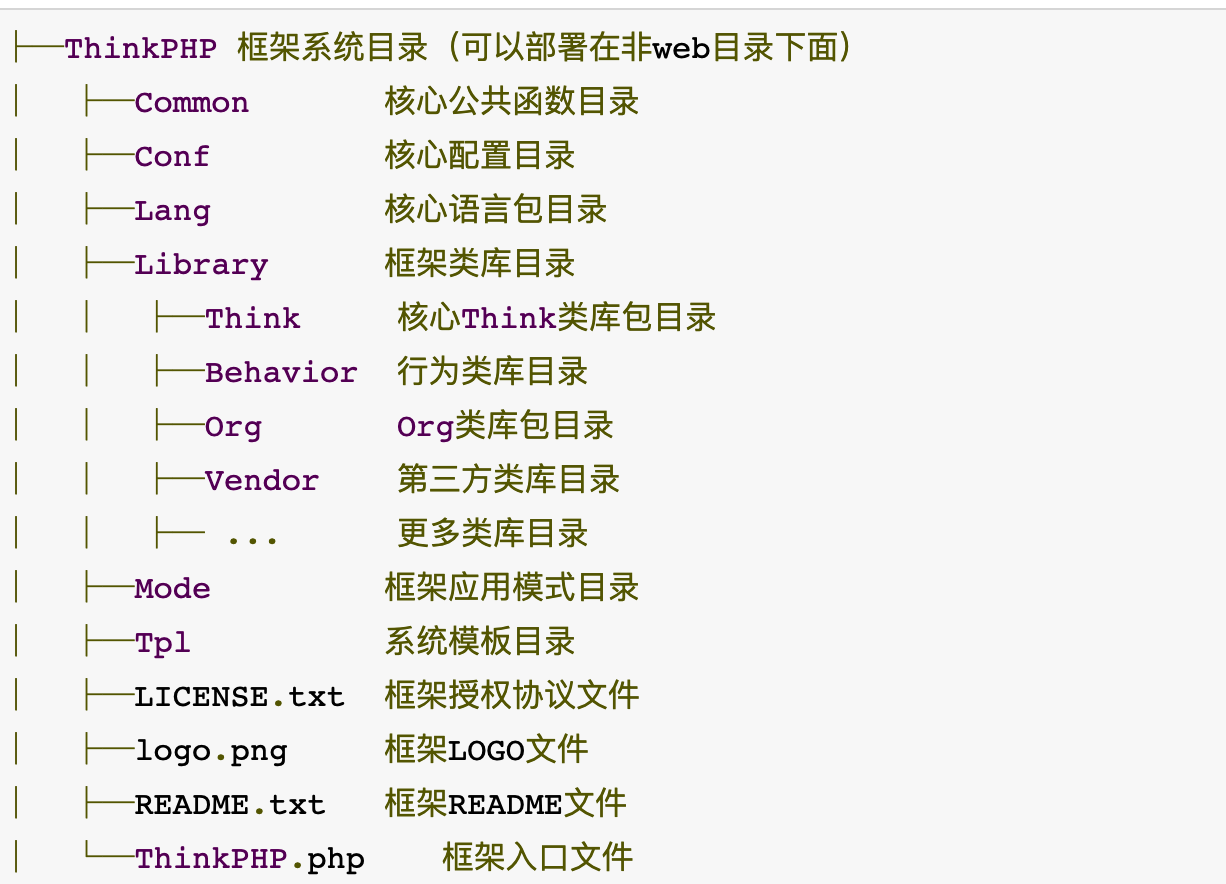 ├──ThinkPHP 框架系统目录（可以部署在非web目录下面）
│  ├──Common       核心公共函数目录
│  ├──Conf         核心配置目录
│  ├──Lang         核心语言包目录
│  ├──Library      框架类库目录
│  │  ├──Think     核心Think类库包目录
│  │  ├──Behavior  行为类库目录
│  │  ├──Org       Org类库包目录
│  │  ├──Vendor    第三方类库目录
│  │  ├── ...      更多类库目录
│  ├──Mode         框架应用模式目录
│  ├──Tpl          系统模板目录
│  ├──LICENSE.txt  框架授权协议文件
│  ├──logo.png     框架LOGO文件
│  ├──README.txt   框架README文件
│  └──ThinkPHP.php    框架入口文件